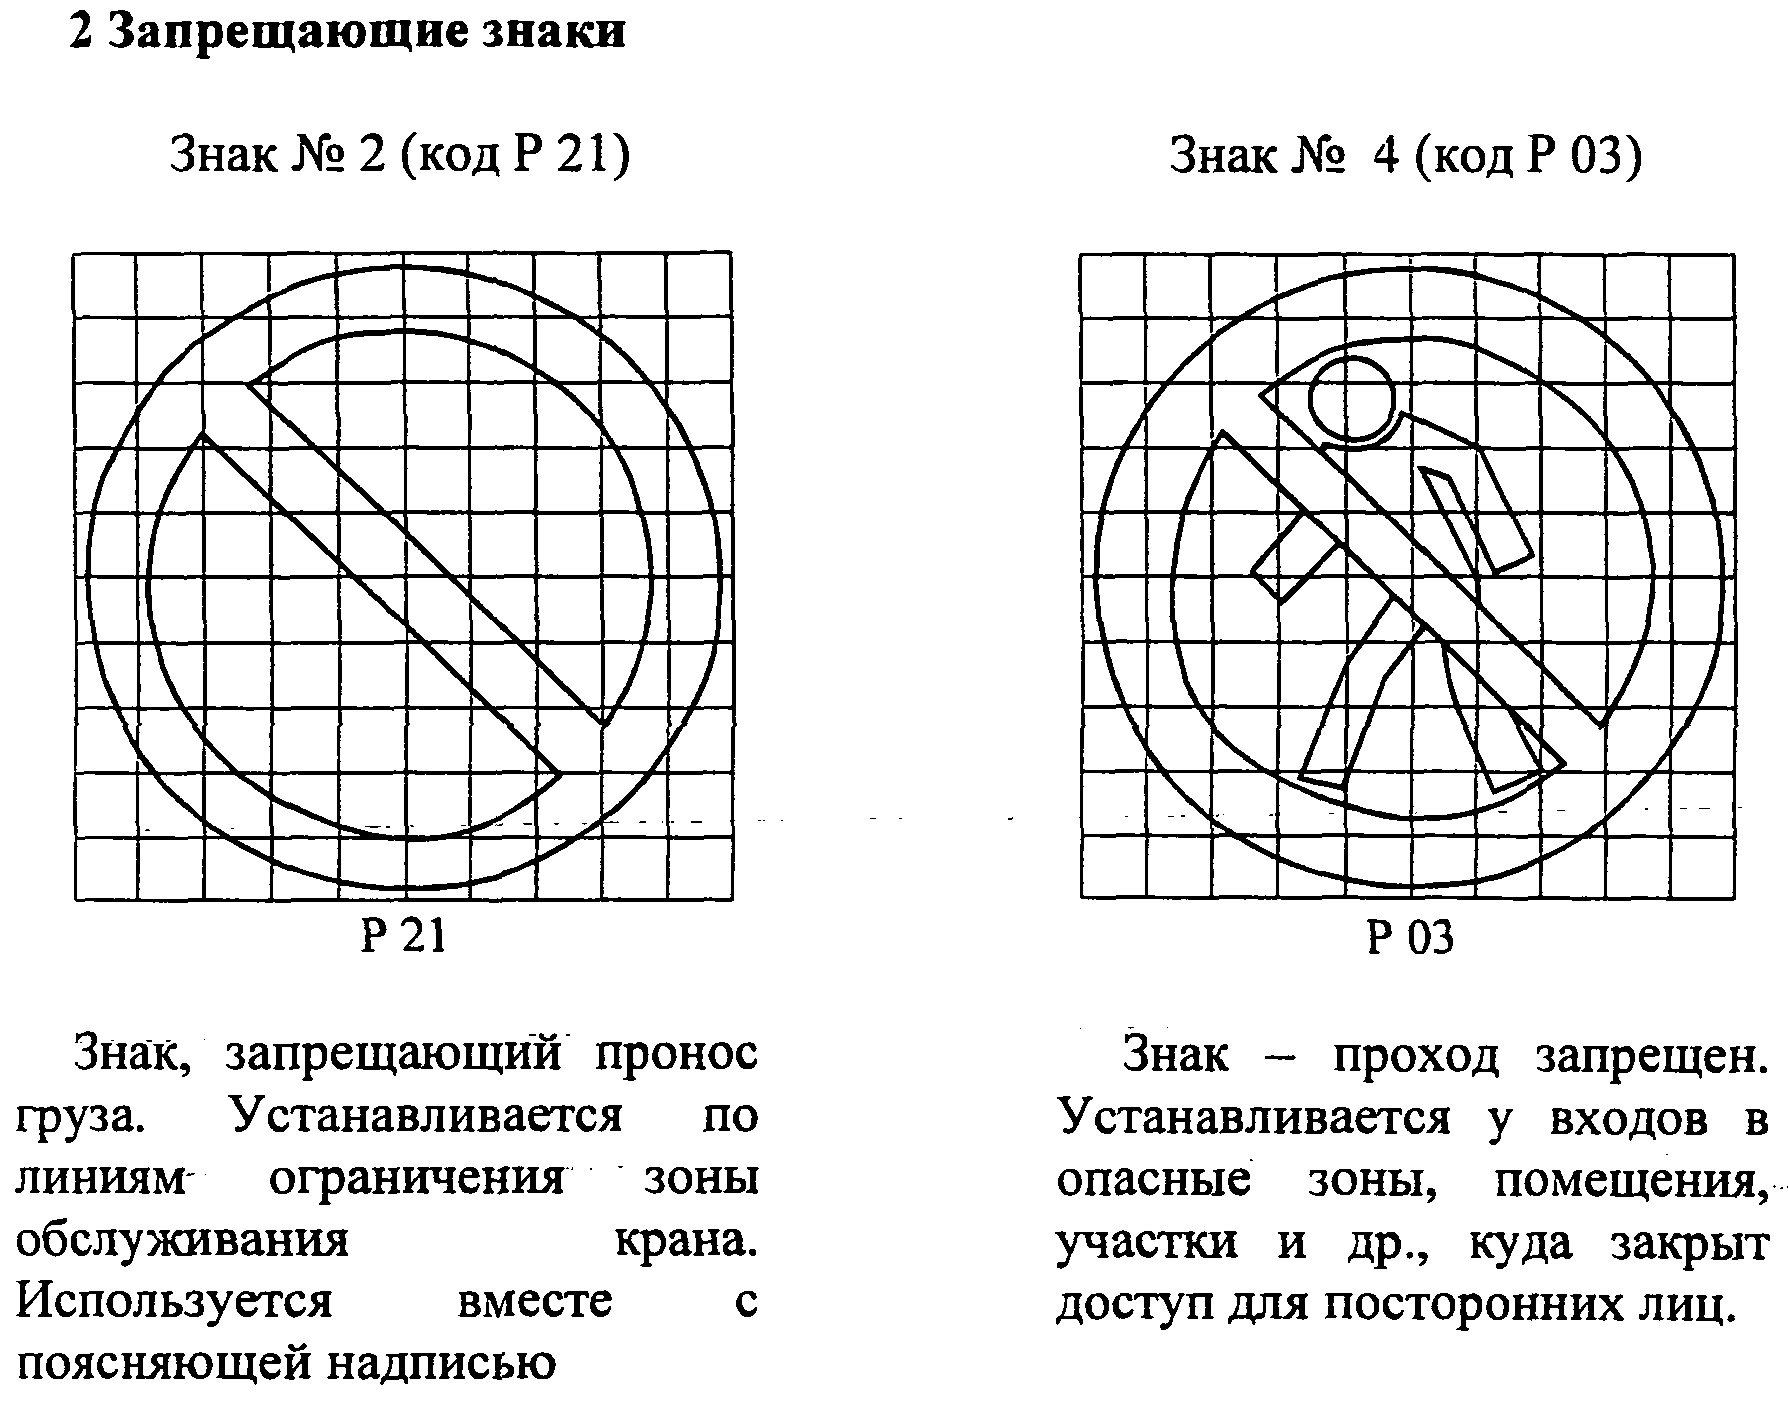 2 Запрещающие знаки
Знак № 2 (код Р 21)
Р 21
Знак, запрещающий пронос
груза. Устанавливается по
линиям ограничения зоны
обслуживания крана.
Используется вместе с
поясняющей надписью
Знак № 4 (код Р 03)
Р 03
Знак – проход запрещен.
Устанавливается у входов в
опасные зоны, помещения,
участки и др., куда закрыт
доступ для посторонних лиц.